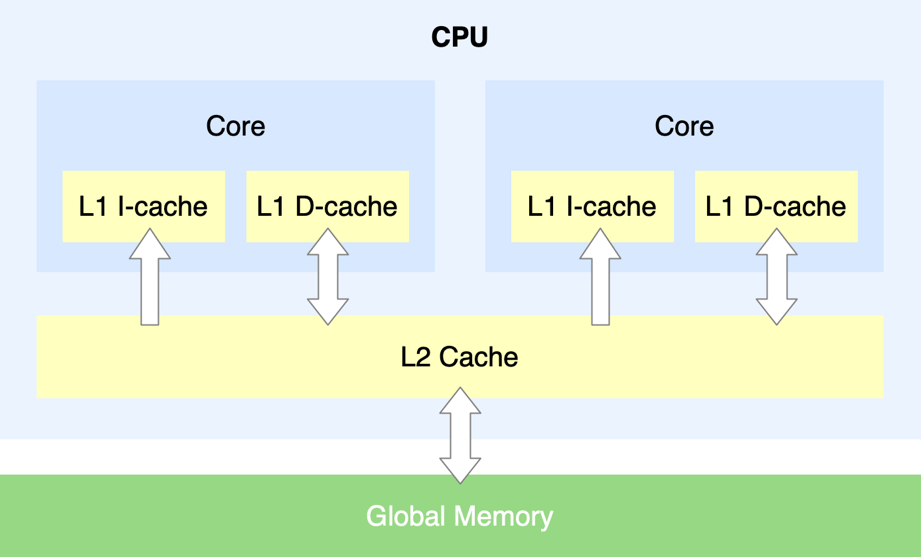 CPU
Core
Core
L1 I-cache
L1 D-cache
L1 I-cache
L1 D-cache
L2 Cache
Global Memory